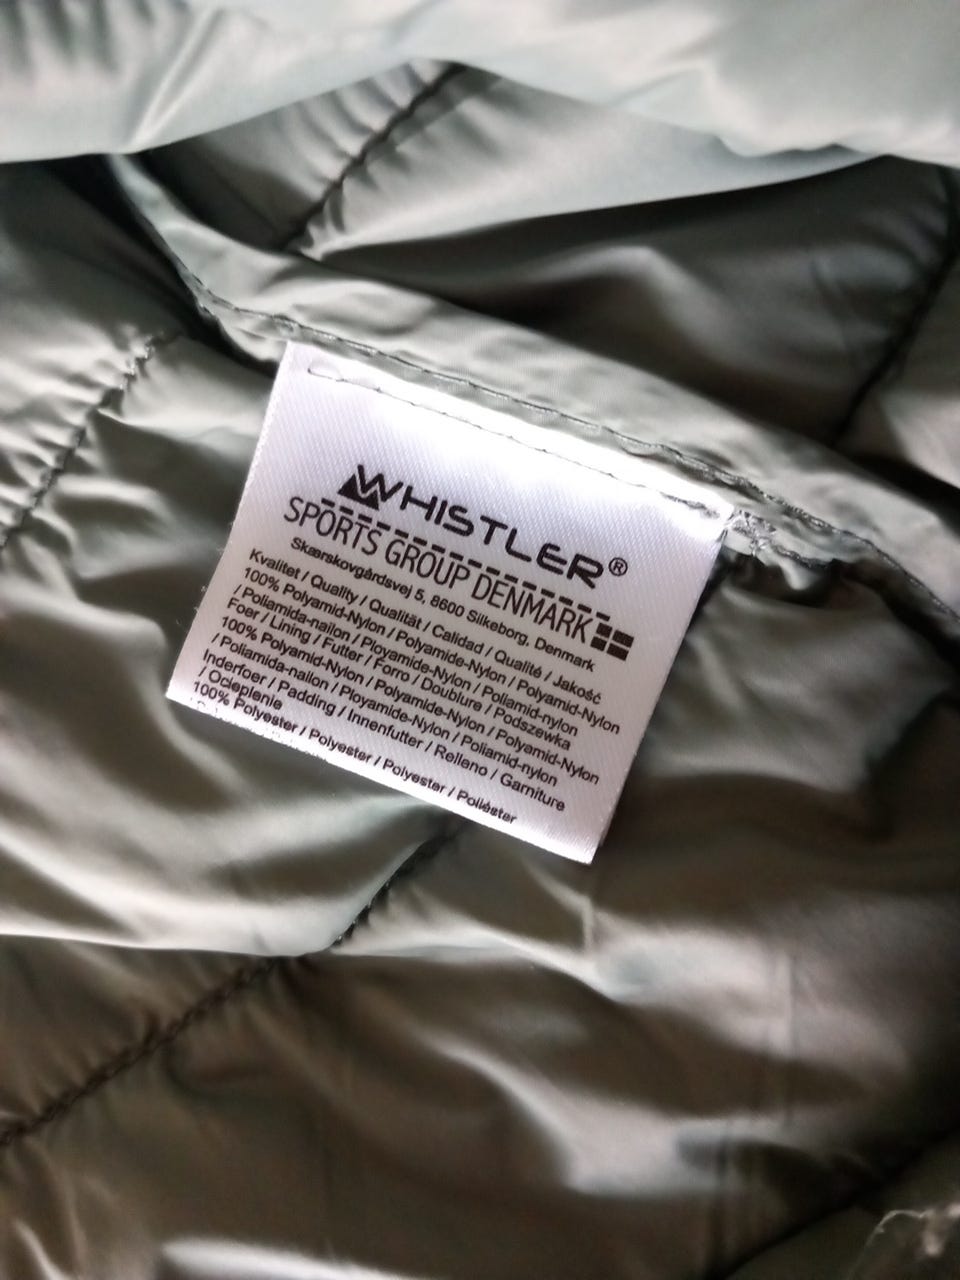 WHISTLER®
SPORTS GROUP DENMARK
Skærskovgårdsvej 5, 8600 Silkeborg, Denmark
Kvalitet / Quality / Qualität / Calidad / Qualité / Jakość
100% Polyamid-Nylon / Polyamide-Nylon / Polyamid-Nylon
/ Poliamida-nailon / Ployamide-Nylon / Poliamid-nylon
Foer / Lining / Futter / Forro / Doublure / Podszewka
100% Polyamid-Nylon / Polyamide-Nylon / Polyamid-Nylon
/ Poliamida-nailon / Ployamide-Nylon / Poliamid-nylon
Inderfoer / Padding / Innenfutter / Relleno / Garniture
/ Ocieplenie
100% Polyester / Polyester / Polyester / Poliéster